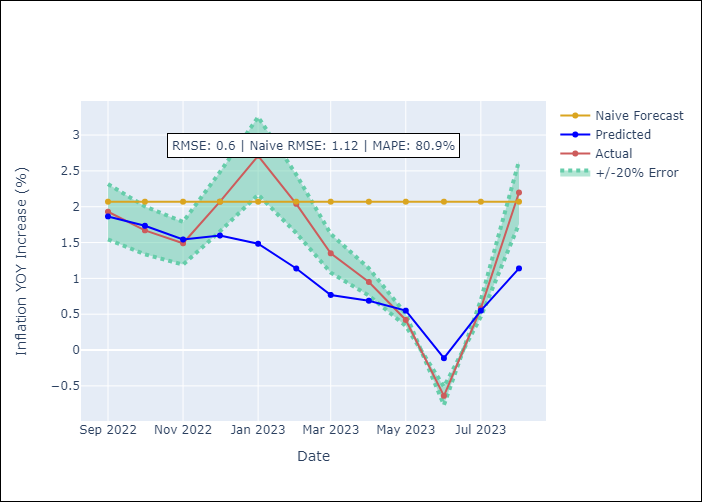 RMSE: 0.6 | Naive RMSE: 1.12 | MAPE: 80.9%
Naive Forecast
Predicted
Actual
+/-20% Error
Inflation YOY Increase (%)
3
2.5
2
1.5
1
0.5
0
−0.5
Sep 2022 Nov 2022 Jan 2023 Mar 2023 May 2023 Jul 2023
Date